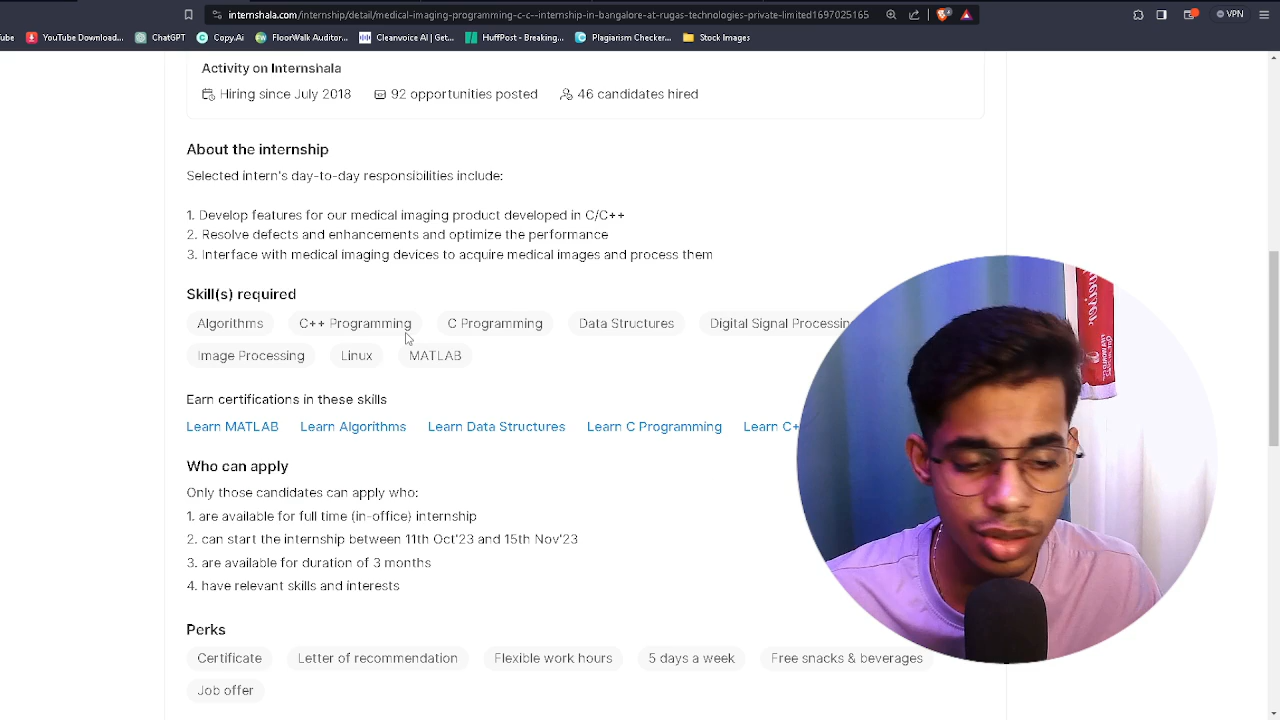 internshala.com/internship/detail/medical-imaging-programming-c-c--internship-in-bangalore-at-rugas-technologies-private-limited1697025165
VPN
YouTube Download... ChatGPT Copy.Ai FloorWalk Auditor... Cleanvoice AI | Get... HuffPost - Breaking... Plagiarism Checker... Stock Images
Activity on Internshala
Hiring since July 2018 92 opportunities posted 46 candidates hired
About the internship
Selected intern's day-to-day responsibilities include:
1. Develop features for our medical imaging product developed in C/C++
2. Resolve defects and enhancements and optimize the performance
3. Interface with medical imaging devices to acquire medical images and process them
Skill(s) required
Algorithms C++ Programming C Programming Data Structures Digital Signal Processin
Image Processing Linux MATLAB
Earn certifications in these skills
Learn MATLAB Learn Algorithms Learn Data Structures Learn C Programming Learn C+
Who can apply
Only those candidates can apply who:
1. are available for full time (in-office) internship
2. can start the internship between 11th Oct'23 and 15th Nov'23
3. are available for duration of 3 months
4. have relevant skills and interests
Perks
Certificate Letter of recommendation Flexible work hours 5 days a week Free snacks & beverages
Job offer